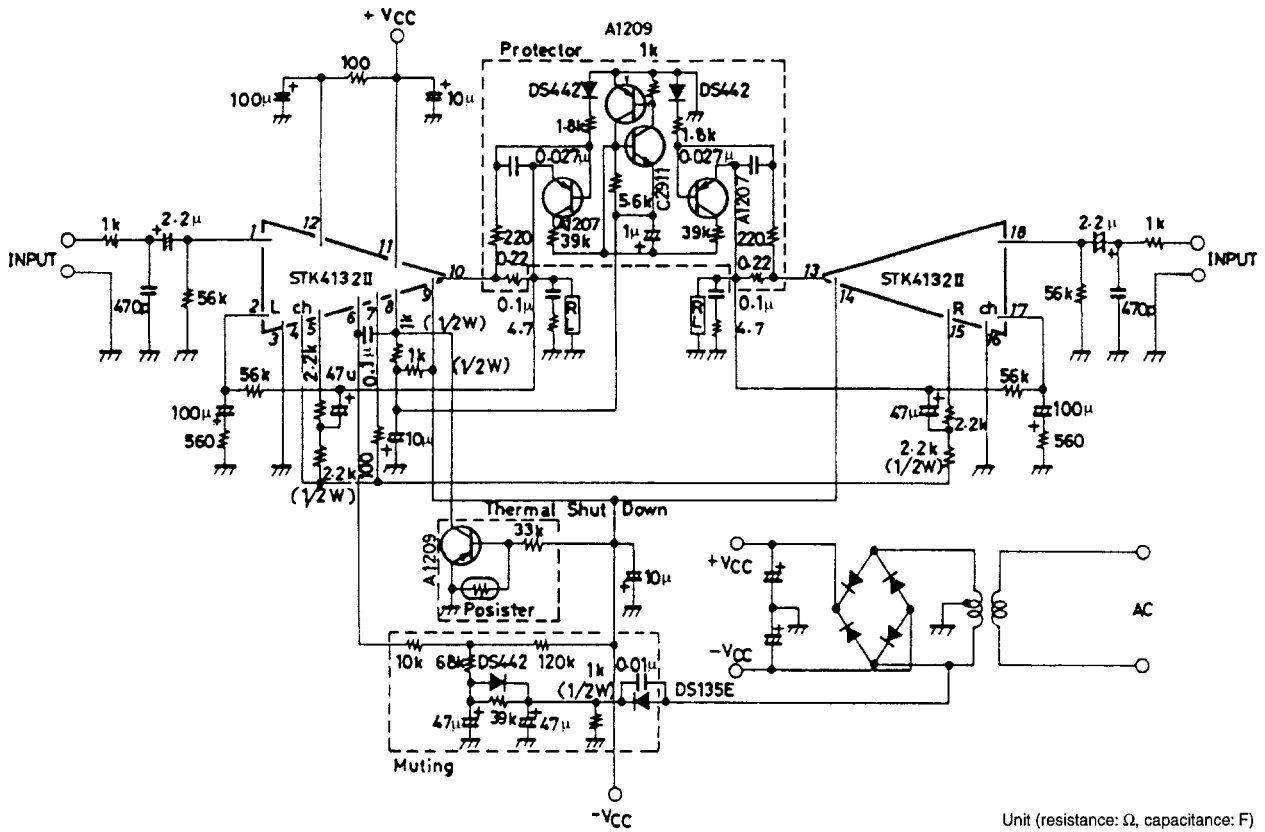 + VCC
A1209
1k
Protector
100
100µ
10µ
DS442
DS442
1.8k
1.8k
0.027µ
0.027µ
C2911
5.6k
A1207
A1207
1µ
39k
39k
220
220
0.22
0.22
1k
2.2µ
1
12
11
10
13
18
2.2µ
1k
INPUT
INPUT
STK4132II
STK4132II
L ch
R ch
470p
56k
2
3
4
5
6
7
8
9
14
15
16
17
56k
470p
0.1µ
4.7
RL
RL
0.1µ
4.7
1k
(1/2W)
1k
(1/2W)
2.2k
47u
0.1µ
56k
56k
100µ
560
10µ
100
2.2k
(1/2W)
47µ
2.2k
2.2k
(1/2W)
100µ
560
Thermal Shut Down
33k
A1209
Posister
10µ
+VCC
-VCC
AC
10k
68k
DS442
120k
1k
(1/2W)
0.01µ
DS135E
47µ
39k
47µ
Muting
-VCC
Unit (resistance: Ω, capacitance: F)